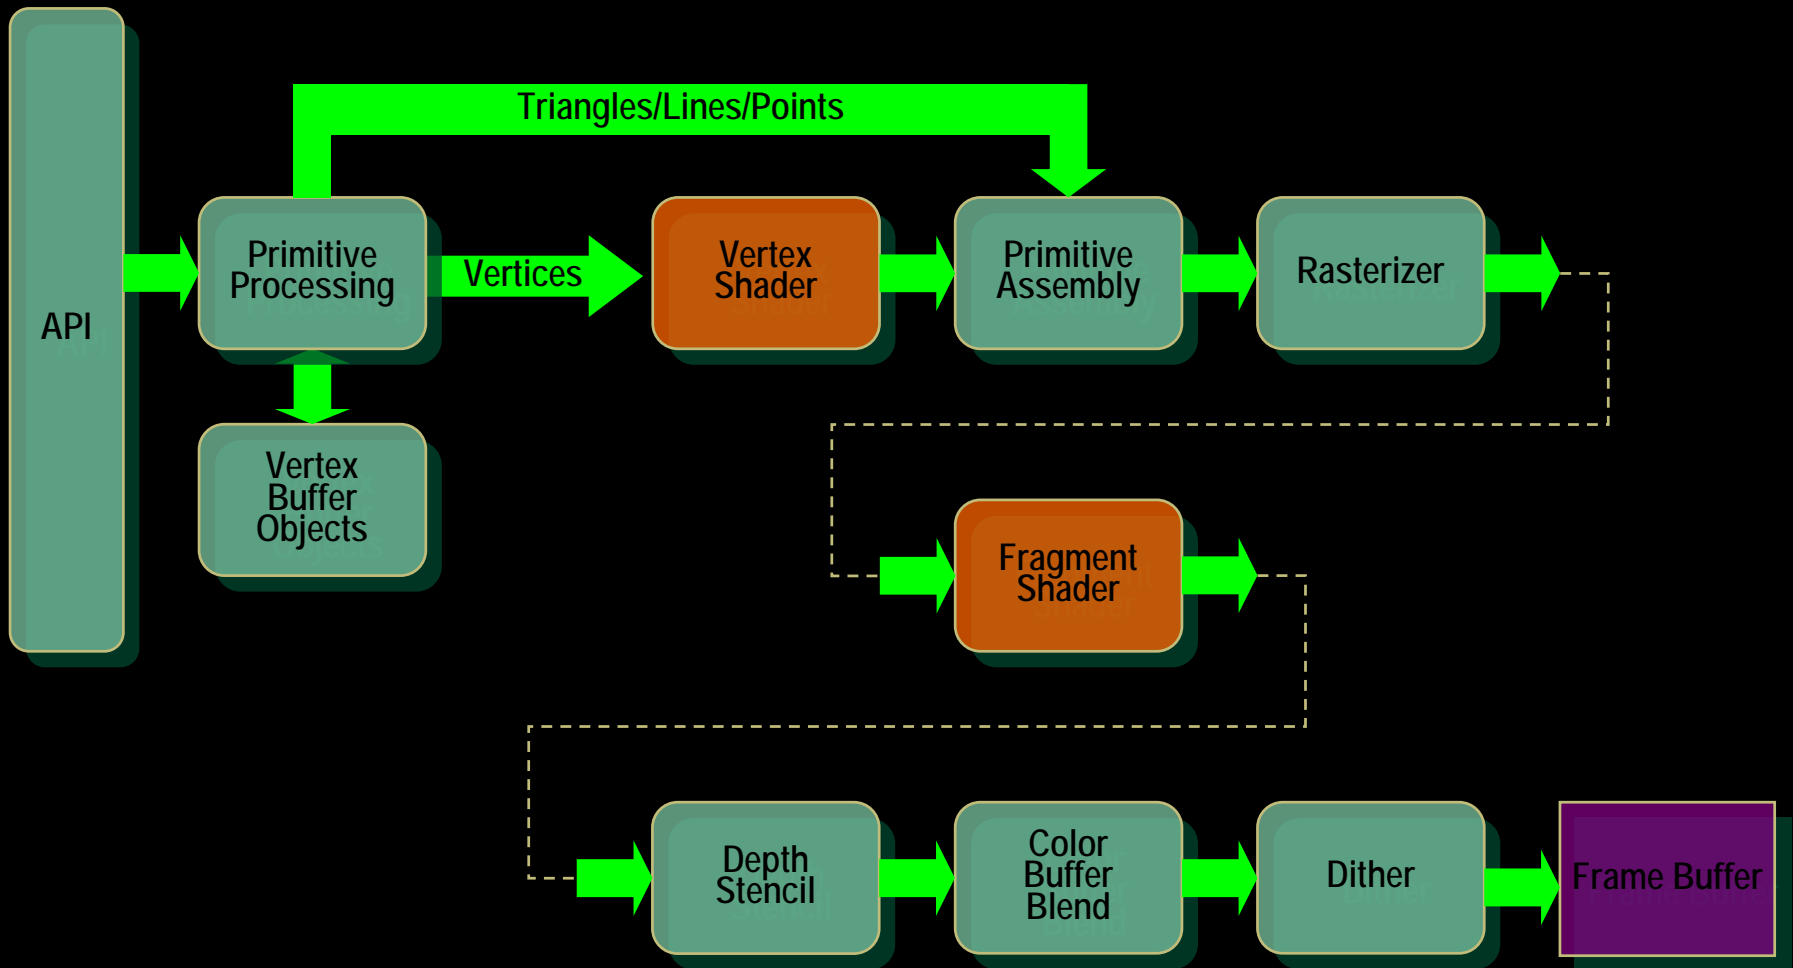 Triangles/Lines/Points
API
Primitive
Processing
Vertices
Vertex
Shader
Primitive
Assembly
Rasterizer
Vertex
Buffer
Objects
Fragment
Shader
Depth
Stencil
Color
Buffer
Blend
Dither
Frame Buffer